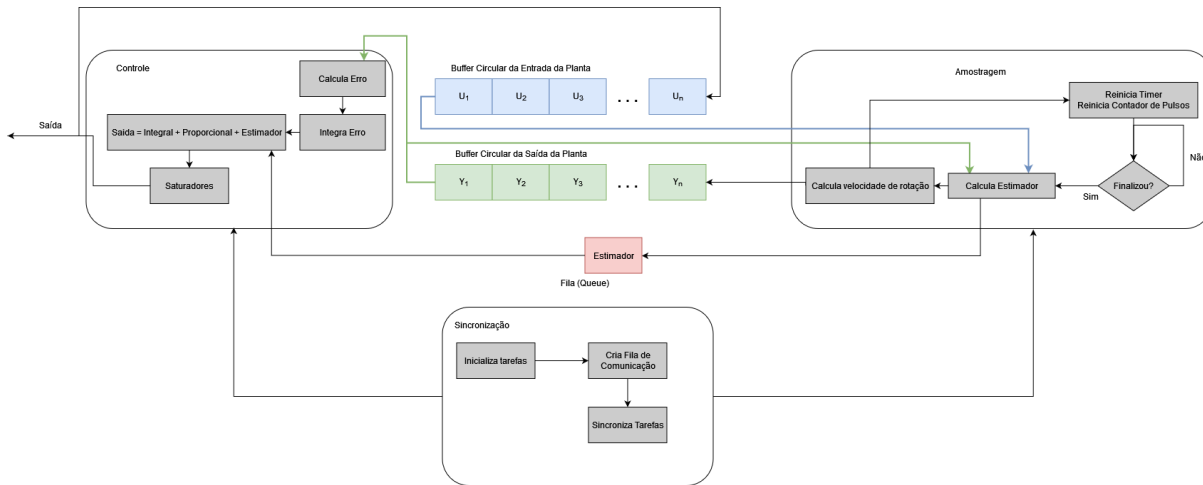 Controle
Calcula Erro
Saída
Saída = Integral + Proporcional + Estimador
Integra Erro
Saturadores
Buffer Circular da Entrada da Planta
U1
U2
U3
...
Un
Buffer Circular da Saída da Planta
Y1
Y2
Y3
...
Yn
Estimador
Fila (Queue)
Amostragem
Reinicia Timer
Reinicia Contador de Pulsos
Não
Calcula velocidade de rotação
Calcula Estimador
Sim
Finalizou?
Sincronização
Inicializa tarefas
Cria Fila de
Comunicação
Sincroniza Tarefas